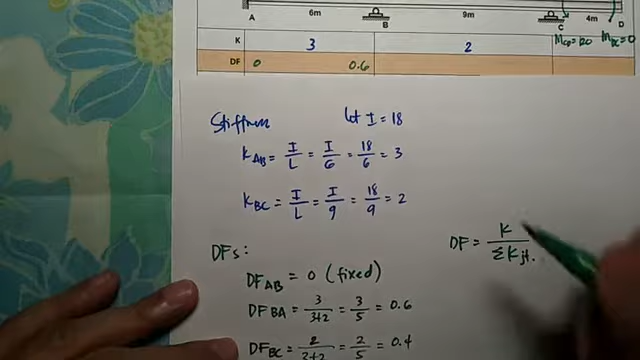 A 6m B 9m C 4m D
M_CD = 120 M_DC = 0
K 3 2
DF 0 0.6
Stiffness Let I = 18
K_AB = I/L = I/6 = 18/6 = 3
K_BC = I/L = I/9 = 18/9 = 2
DF = K/ΣK jt.
DFs:
DF_AB = 0 (fixed)
DF_BA = 3/3+2 = 3/5 = 0.6
DF_BC = 2/2+2 = 2/5 = 0.4